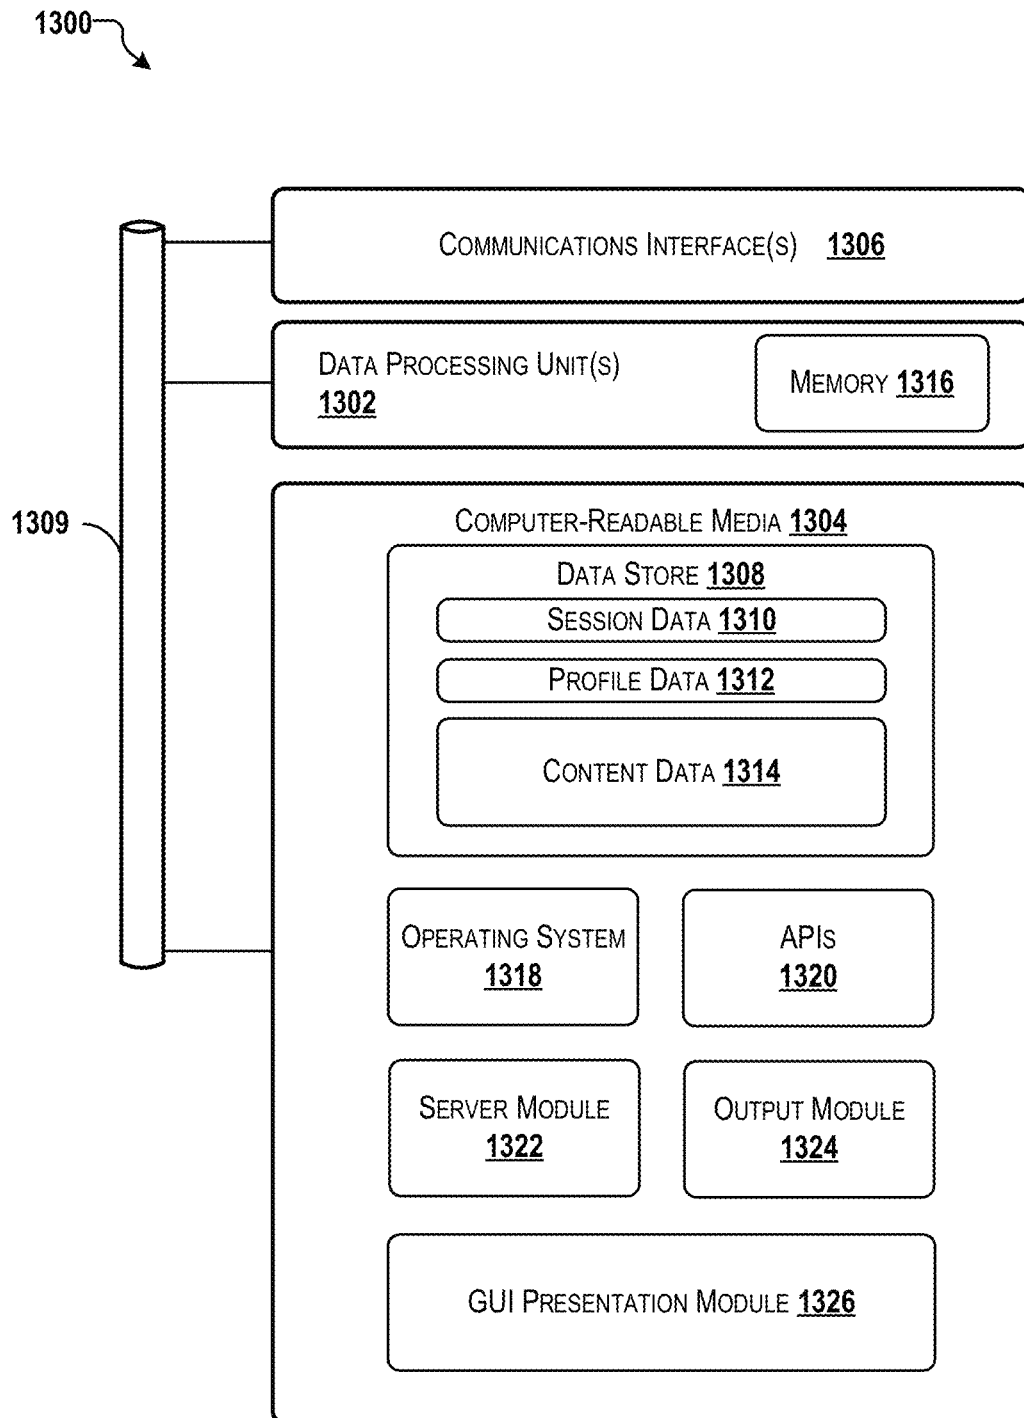 1300
COMMUNICATIONS INTERFACE(S) 1306
DATA PROCESSING UNIT(S)
1302
MEMORY 1316
1309
COMPUTER-READABLE MEDIA 1304
DATA STORE 1308
SESSION DATA 1310
PROFILE DATA 1312
CONTENT DATA 1314
OPERATING SYSTEM
1318
APIS
1320
SERVER MODULE
1322
OUTPUT MODULE
1324
GUI PRESENTATION MODULE 1326